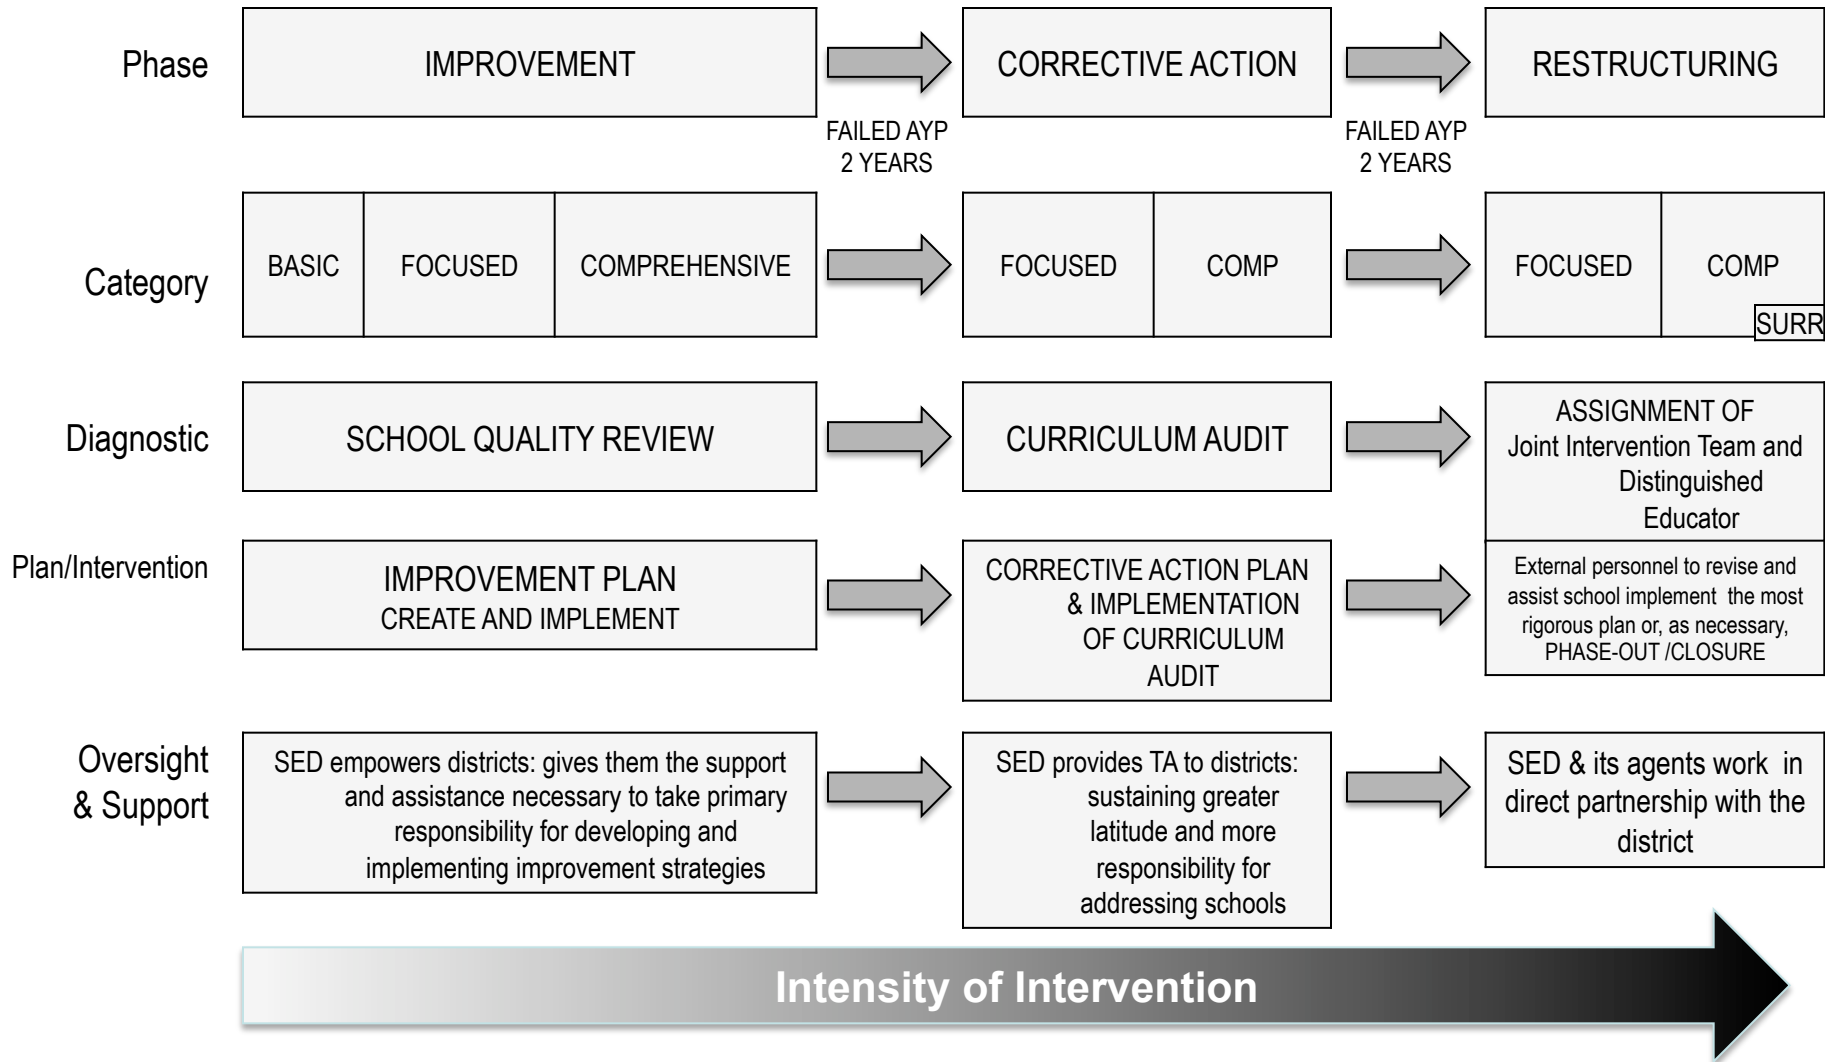 Phase
IMPROVEMENT
CORRECTIVE ACTION
RESTRUCTURING
FAILED AYP
2 YEARS
FAILED AYP
2 YEARS
Category
BASIC
FOCUSED
COMPREHENSIVE
FOCUSED
COMP
FOCUSED
COMP
SURR
Diagnostic
SCHOOL QUALITY REVIEW
CURRICULUM AUDIT
ASSIGNMENT OF
Joint Intervention Team and
Distinguished
Educator
Plan/Intervention
IMPROVEMENT PLAN
CREATE AND IMPLEMENT
CORRECTIVE ACTION PLAN
& IMPLEMENTATION
OF CURRICULUM
AUDIT
External personnel to revise and
assist school implement the most
rigorous plan or, as necessary,
PHASE-OUT /CLOSURE
Oversight
& Support
SED empowers districts: gives them the support
and assistance necessary to take primary
responsibility for developing and
implementing improvement strategies
SED provides TA to districts:
sustaining greater
latitude and more
responsibility for
addressing schools
SED & its agents work in
direct partnership with the
district
Intensity of Intervention